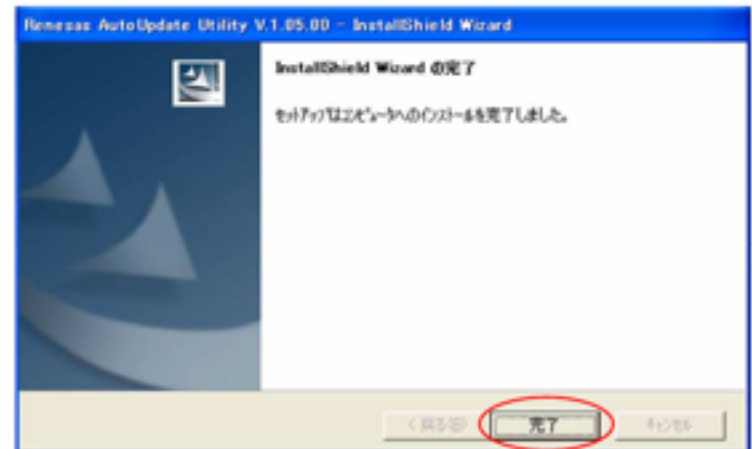 Renesas AutoUpdate Utility V.1.05.00 - InstallShield Wizard
InstallShield Wizard の完了
ｾｯﾄｱｯﾌﾟはｺﾝﾋﾟｭｰﾀへのｲﾝｽﾄｰﾙを完了しました。
< 戻る(B)
完了
ｷｬﾝｾﾙ